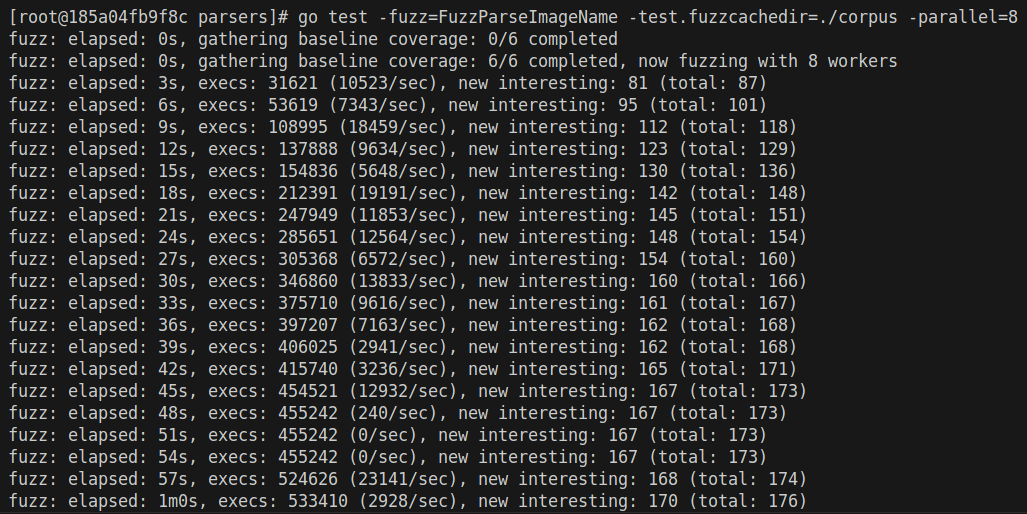 [root@185a04fb9f8c parsers]# go test -fuzz=FuzzParseImageName -test.fuzzcachedir=./corpus -parallel=8
fuzz: elapsed: 0s, gathering baseline coverage: 0/6 completed
fuzz: elapsed: 0s, gathering baseline coverage: 6/6 completed, now fuzzing with 8 workers
fuzz: elapsed: 3s, execs: 31621 (10523/sec), new interesting: 81 (total: 87)
fuzz: elapsed: 6s, execs: 53619 (7343/sec), new interesting: 95 (total: 101)
fuzz: elapsed: 9s, execs: 108995 (18459/sec), new interesting: 112 (total: 118)
fuzz: elapsed: 12s, execs: 137888 (9634/sec), new interesting: 123 (total: 129)
fuzz: elapsed: 15s, execs: 154836 (5648/sec), new interesting: 130 (total: 136)
fuzz: elapsed: 18s, execs: 212391 (19191/sec), new interesting: 142 (total: 148)
fuzz: elapsed: 21s, execs: 247949 (11853/sec), new interesting: 145 (total: 151)
fuzz: elapsed: 24s, execs: 285651 (12564/sec), new interesting: 148 (total: 154)
fuzz: elapsed: 27s, execs: 305368 (6572/sec), new interesting: 154 (total: 160)
fuzz: elapsed: 30s, execs: 346860 (13833/sec), new interesting: 160 (total: 166)
fuzz: elapsed: 33s, execs: 375710 (9616/sec), new interesting: 161 (total: 167)
fuzz: elapsed: 36s, execs: 397207 (7163/sec), new interesting: 162 (total: 168)
fuzz: elapsed: 39s, execs: 406025 (2941/sec), new interesting: 162 (total: 168)
fuzz: elapsed: 42s, execs: 415740 (3236/sec), new interesting: 165 (total: 171)
fuzz: elapsed: 45s, execs: 454521 (12932/sec), new interesting: 167 (total: 173)
fuzz: elapsed: 48s, execs: 455242 (240/sec), new interesting: 167 (total: 173)
fuzz: elapsed: 51s, execs: 455242 (0/sec), new interesting: 167 (total: 173)
fuzz: elapsed: 54s, execs: 455242 (0/sec), new interesting: 167 (total: 173)
fuzz: elapsed: 57s, execs: 524626 (23141/sec), new interesting: 168 (total: 174)
fuzz: elapsed: 1m0s, execs: 533410 (2928/sec), new interesting: 170 (total: 176)